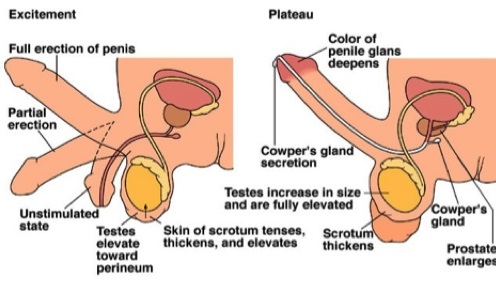 Excitement
Full erection of penis
Partial
erection
Unstimulated
state
Testes
elevate
toward
perineum
Skin of scrotum tenses,
thickens, and elevates
Plateau
Color of
penile glans
deepens
Cowper's gland
secretion
Testes increase in size
and are fully elevated
Scrotum
thickens
Cowper's
gland
Prostate
enlarges